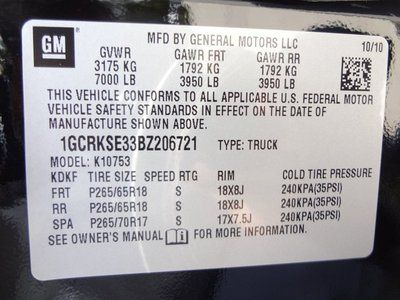 GM
MFD BY GENERAL MOTORS LLC 10/10
GVWR GAWR FRT GAWR RR
3175 KG 1792 KG 1792 KG
7000 LB 3950 LB 3950 LB
THIS VEHICLE CONFORMS TO ALL APPLICABLE U.S. FEDERAL MOTOR
VEHICLE SAFETY STANDARDS IN EFFECT ON THE DATE OF
MANUFACTURE SHOWN ABOVE.
1GCRKSE33BZ206721 TYPE: TRUCK
MODEL: K10753
KDKF TIRE SIZE SPEED RTG RIM COLD TIRE PRESSURE
FRT P265/65R18 S 18X8J 240KPA(35PSI)
RR P265/65R18 S 18X8J 240KPA(35PSI)
SPA P265/70R17 S 17X7.5J 240KPA(35PSI)
SEE OWNER'S MANUAL FOR MORE INFORMATION.